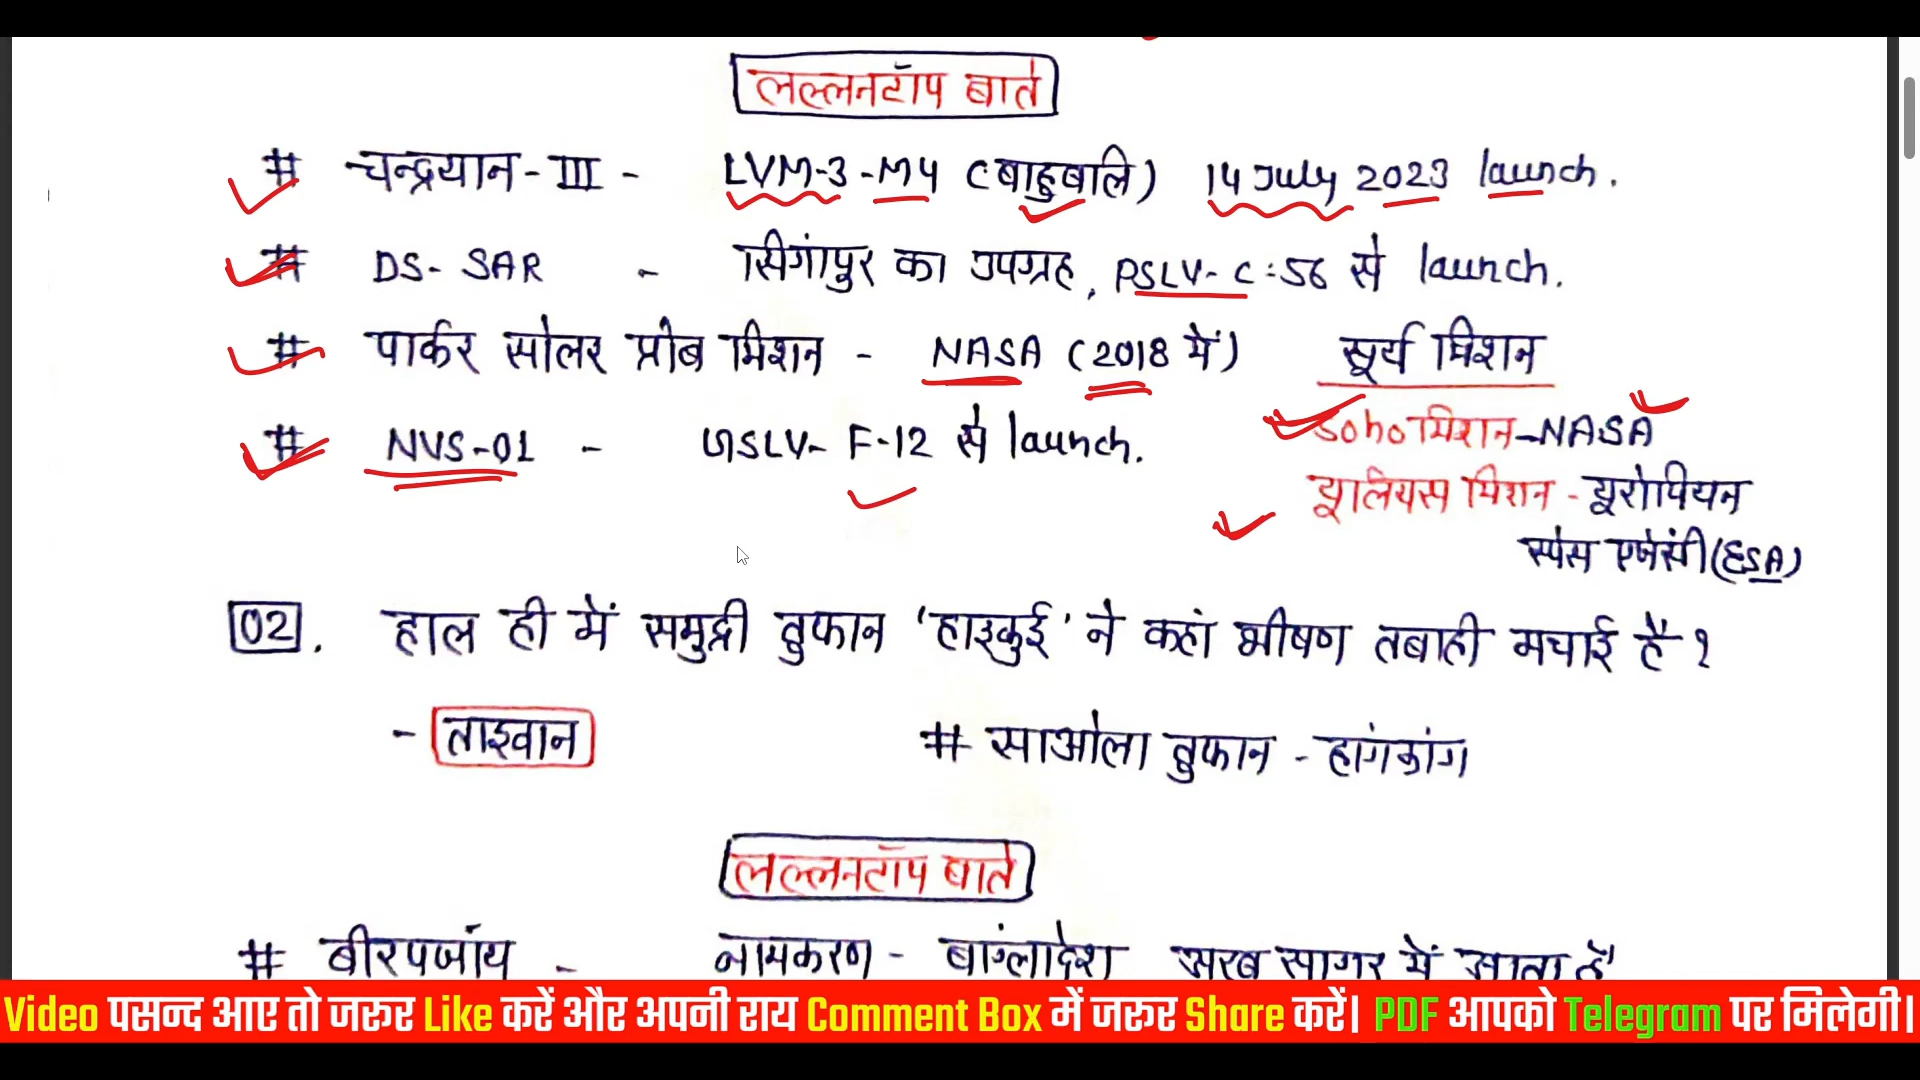 लल्लनटॉप बाते
# चन्द्रयान-III - LVM-3-M4 (बाहुबलि) 14 July 2023 launch.
# DS-SAR - सिगांपुर का उपग्रह, PSLV-C:56 से launch.
# पार्कर सोलर प्रोब मिशन - NASA (2018 में) सूर्य मिशन
# NVS-01 - GSLV- F-12 से launch. Soho मिशन-NASA
यूलियस मिशन - यूरोपियन
स्पेस एजेंसी (ESA)
02. हाल ही में समुद्री तुफान 'हाइकुई' ने कहां भीषण तबाही मचाई है ?
- ताइवान # साओला तुफान - हांगकांग
लल्लनटॉप बाते
# बीरपजॉय - नामकरण - बांग्लादेश अरब सागर में आता है
Video पसन्द आए तो जरूर Like करें और अपनी राय Comment Box में जरूर Share करें। PDF आपको Telegram पर मिलेगी।